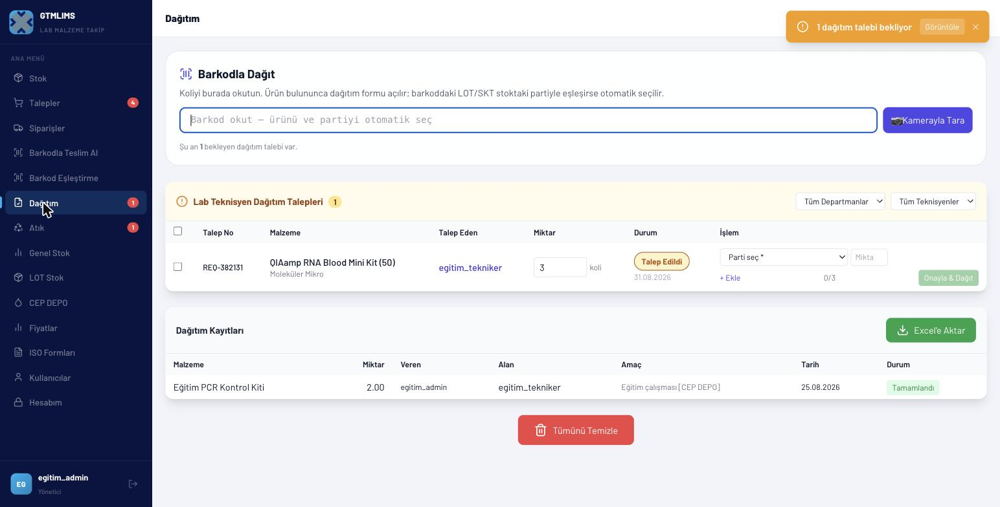 GTMLIMS
LAB MALZEME TAKİP
ANA MENÜ
Stok
Talepler 4
Siparişler
Barkodla Teslim Al
Barkod Eşleştirme
Dağıtım 1
Atık 1
Genel Stok
LOT Stok
CEP DEPO
Fiyatlar
ISO Formları
Kullanıcılar
Hesabım
EG
egitim_admin
Yönetici
Dağıtım
1 dağıtım talebi bekliyor Görüntüle
Barkodla Dağıt
Koliyi burada okutun. Ürün bulununca dağıtım formu açılır; barkoddaki LOT/SKT stoktaki partiyle eşleşirse otomatik seçilir.
Barkod okut — ürünü ve partiyi otomatik seç
Kamerayla Tara
Şu an 1 bekleyen dağıtım talebi var.
Lab Teknisyen Dağıtım Talepleri 1
Tüm Departmanlar Tüm Teknisyenler
Talep No Malzeme Talep Eden Miktar Durum İşlem
REQ-382131 QIAamp RNA Blood Mini Kit (50) egitim_tekniker 3 koli Talep Edildi Parti seç * Mikta
Moleküler Mikro 31.08.2026 + Ekle 0/3 Onayla & Dağıt
Dağıtım Kayıtları Excel'e Aktar
Malzeme Miktar Veren Alan Amaç Tarih Durum
Eğitim PCR Kontrol Kiti 2.00 egitim_admin egitim_tekniker Eğitim çalışması [CEP DEPO] 25.08.2026 Tamamlandı
Tümünü Temizle